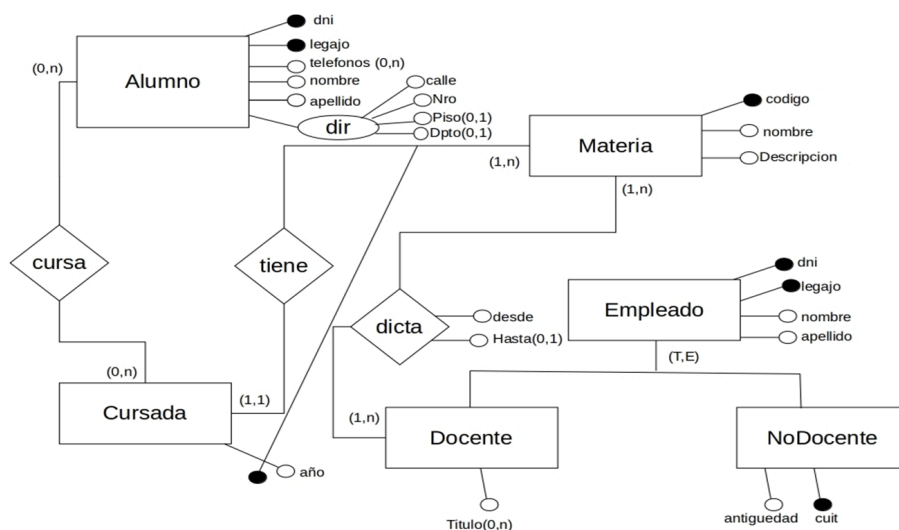 dni
legajo
telefonos (0,n)
nombre
apellido
(0,n)
Alumno
calle
Nro
Piso(0,1)
Dpto(0,1)
dir
codigo
nombre
Descripcion
Materia
(1,n)
(1,n)
cursa
tiene
dni
legajo
nombre
apellido
Empleado
desde
Hasta(0,1)
dicta
(T,E)
(0,n)
(1,1)
(1,n)
Cursada
Docente
NoDocente
año
Titulo(0,n)
antiguedad
cuit